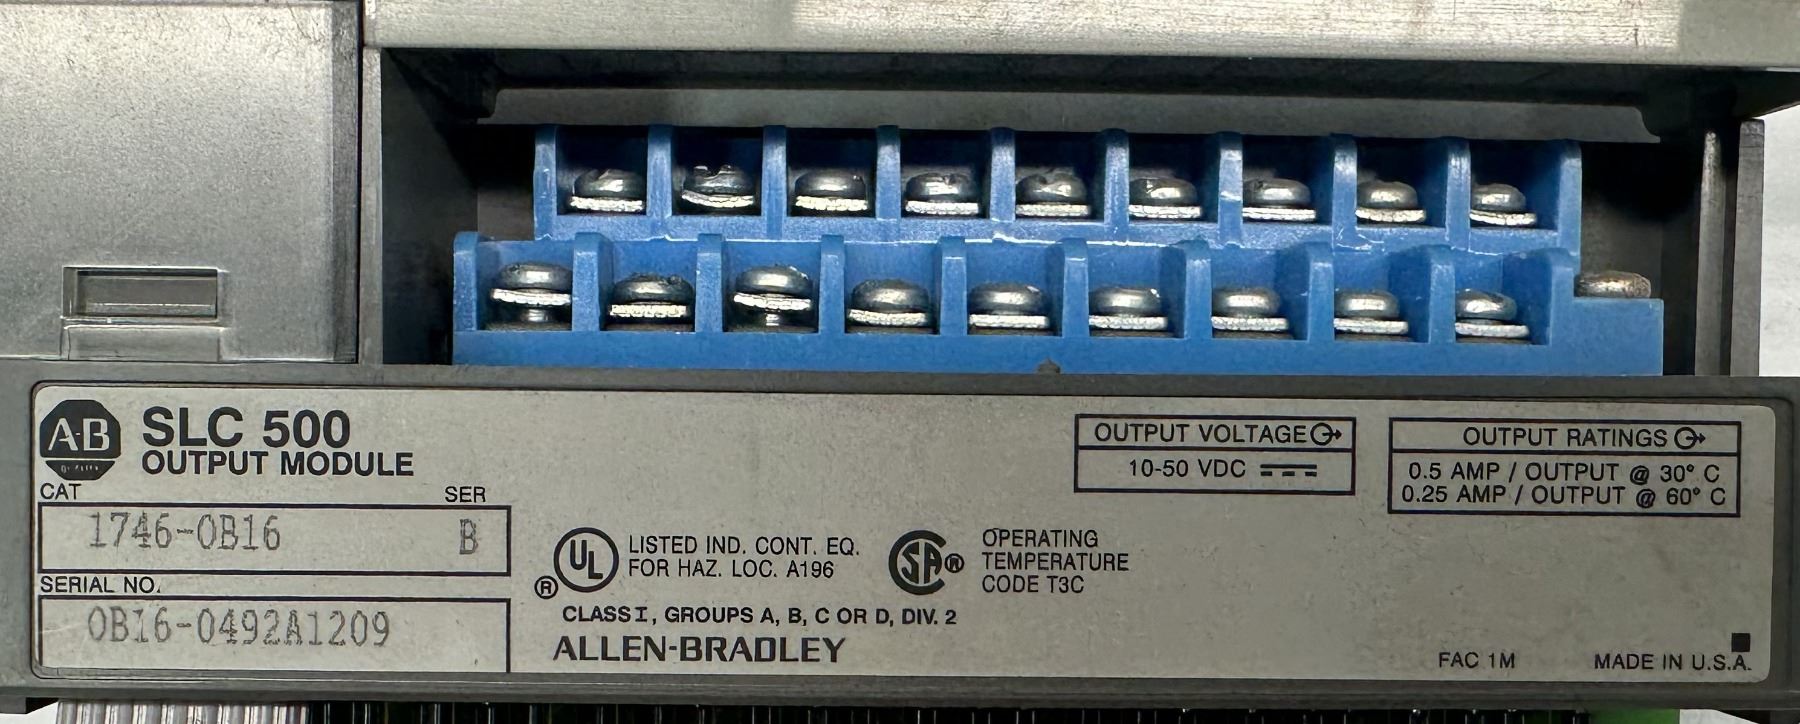 A-B
SLC 500
OUTPUT MODULE
CAT SER
1746-OB16 B
SERIAL NO.
OB16-0492A1209
UL
®
LISTED IND. CONT. EQ.
FOR HAZ. LOC. A196
SA ®
OPERATING
TEMPERATURE
CODE T3C
CLASS I, GROUPS A, B, C OR D, DIV. 2
ALLEN-BRADLEY
OUTPUT VOLTAGE
10-50 VDC
OUTPUT RATINGS
0.5 AMP / OUTPUT @ 30° C
0.25 AMP / OUTPUT @ 60° C
FAC 1M
MADE IN U.S.A.